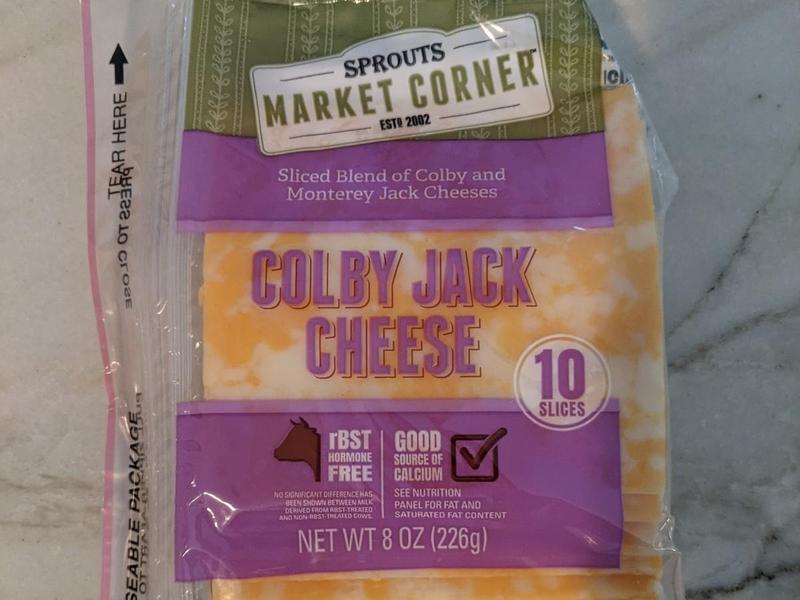 SPROUTS
MARKET CORNER™
ESTD 2002
Sliced Blend of Colby and
Monterey Jack Cheeses
COLBY JACK
CHEESE
10
SLICES
rBST
HORMONE
FREE
NO SIGNIFICANT DIFFERENCE HAS
BEEN SHOWN BETWEEN MILK
DERIVED FROM RBST-TREATED
AND NON-RBST-TREATED COWS.
GOOD
SOURCE OF
CALCIUM
SEE NUTRITION
PANEL FOR FAT AND
SATURATED FAT CONTENT
NET WT 8 OZ (226g)
TEAR HERE
PRESS TO CLOSE
SEABLE PACKAGE